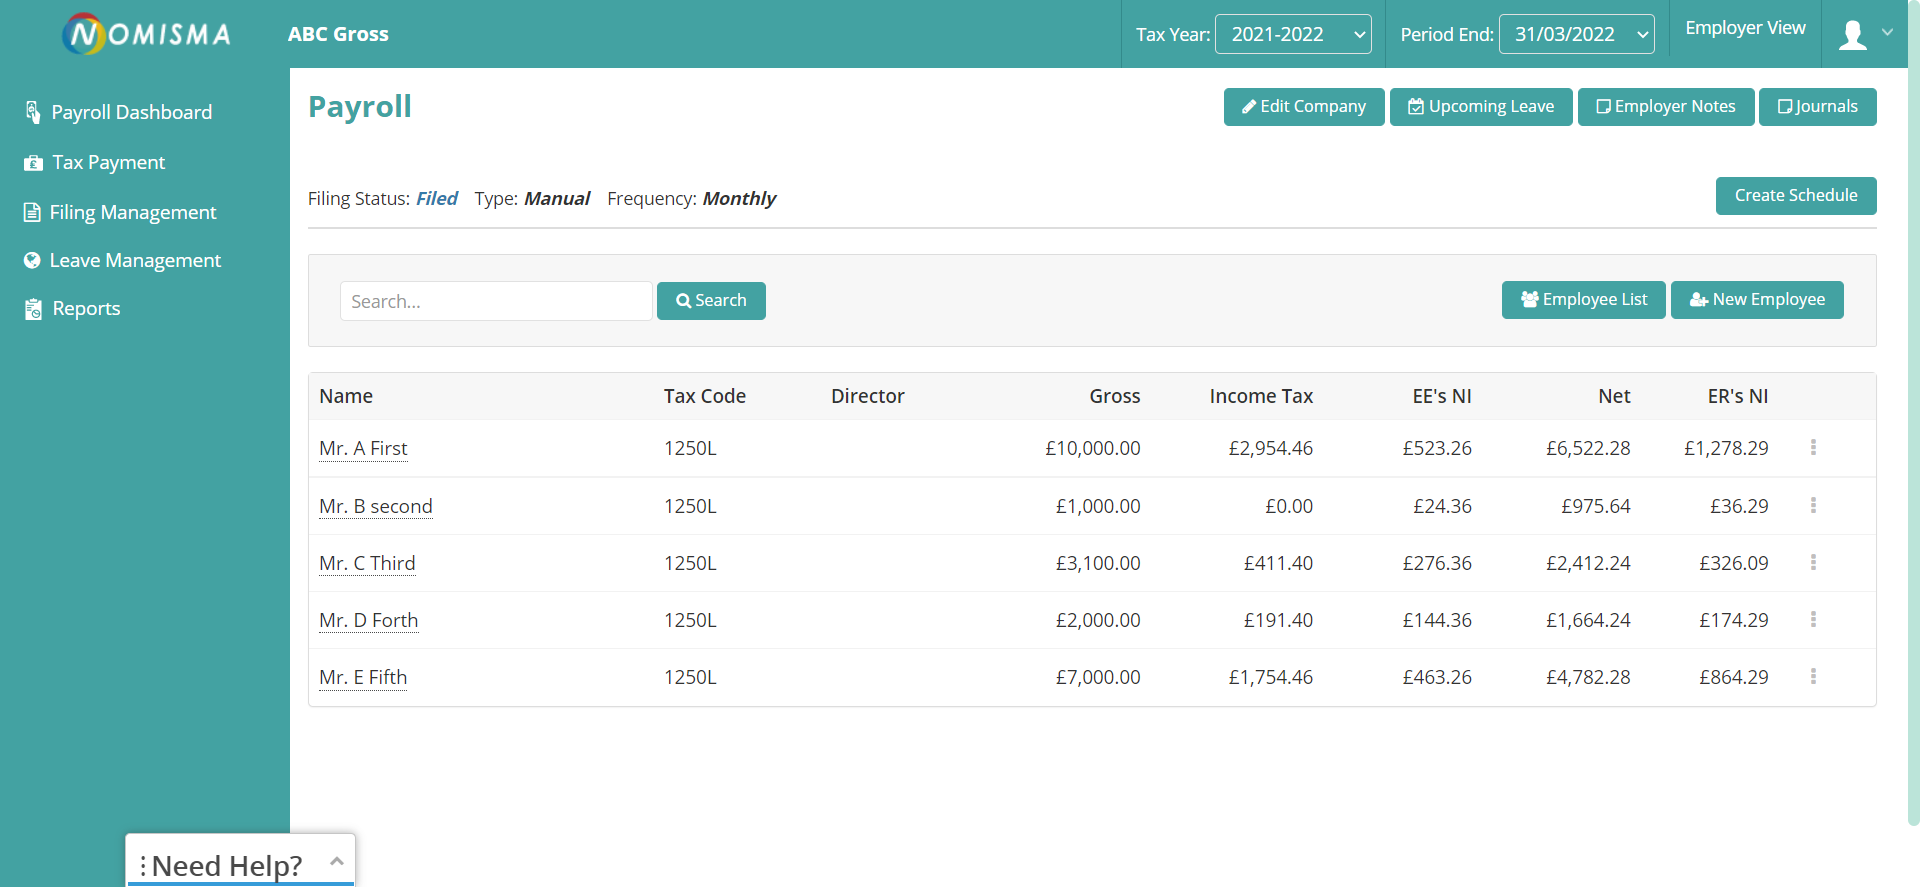 NOMISMA
ABC Gross
Tax Year: 2021-2022
Period End: 31/03/2022
Employer View
Payroll Dashboard
Tax Payment
Filing Management
Leave Management
Reports
Payroll
Edit Company
Upcoming Leave
Employer Notes
Journals
Filing Status: Filed Type: Manual Frequency: Monthly
Create Schedule
Search...
Search
Employee List
New Employee
Name Tax Code Director Gross Income Tax EE's NI Net ER's NI
Mr. A First 1250L £10,000.00 £2,954.46 £523.26 £6,522.28 £1,278.29
Mr. B second 1250L £1,000.00 £0.00 £24.36 £975.64 £36.29
Mr. C Third 1250L £3,100.00 £411.40 £276.36 £2,412.24 £326.09
Mr. D Forth 1250L £2,000.00 £191.40 £144.36 £1,664.24 £174.29
Mr. E Fifth 1250L £7,000.00 £1,754.46 £463.26 £4,782.28 £864.29
Need Help?